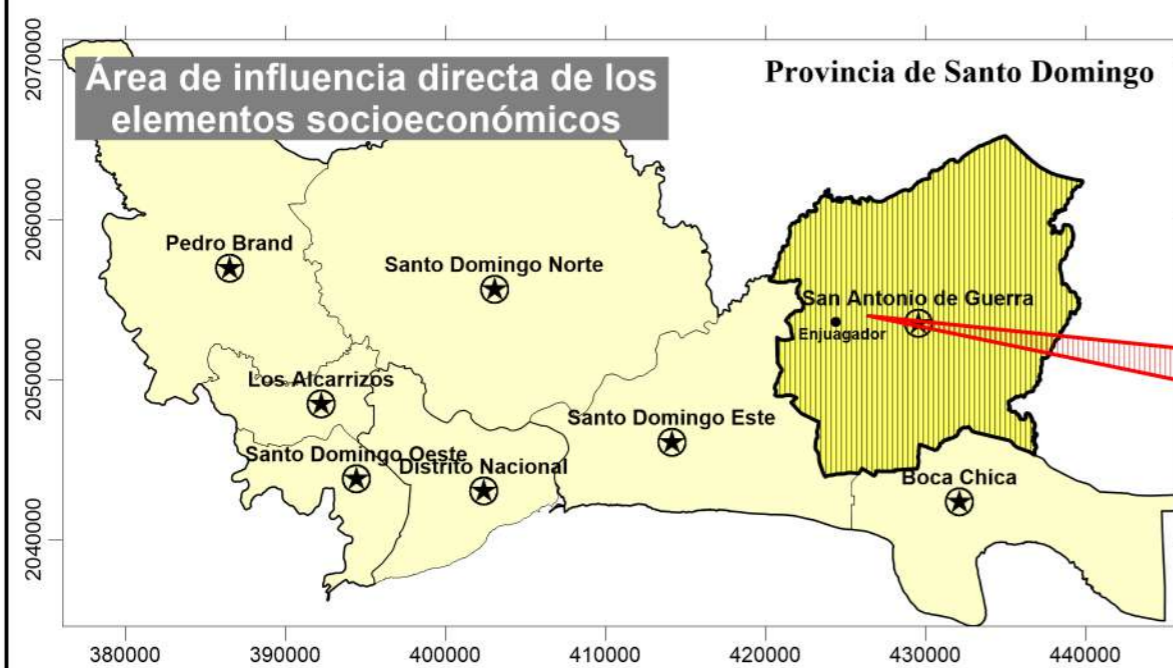 Área de influencia directa de los
elementos socioeconómicos
Provincia de Santo Domingo
2070000
2060000
2050000
2040000
Pedro Brand
Santo Domingo Norte
San Antonio de Guerra
Enjuagador
Los Alcarrizos
Santo Domingo Este
Santo Domingo Oeste
Distrito Nacional
Boca Chica
380000
390000
400000
410000
420000
430000
440000